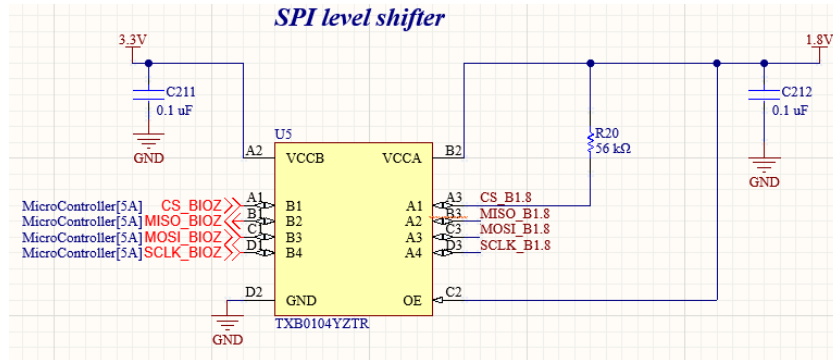 SPI level shifter
3.3V
1.8V
C211
0.1 uF
GND
C212
0.1 uF
GND
R20
56 kΩ
U5
A2 VCCB VCCA B2
MicroController[5A] CS_BIOZ A1 B1 A1 A3 CS_B1.8
MicroController[5A] MISO_BIOZ B1 B2 A2 B3 MISO_B1.8
MicroController[5A] MOSI_BIOZ C1 B3 A3 C3 MOSI_B1.8
MicroController[5A] SCLK_BIOZ D1 B4 A4 D3 SCLK_B1.8
D2 GND OE C2
TXB0104YZTR
GND